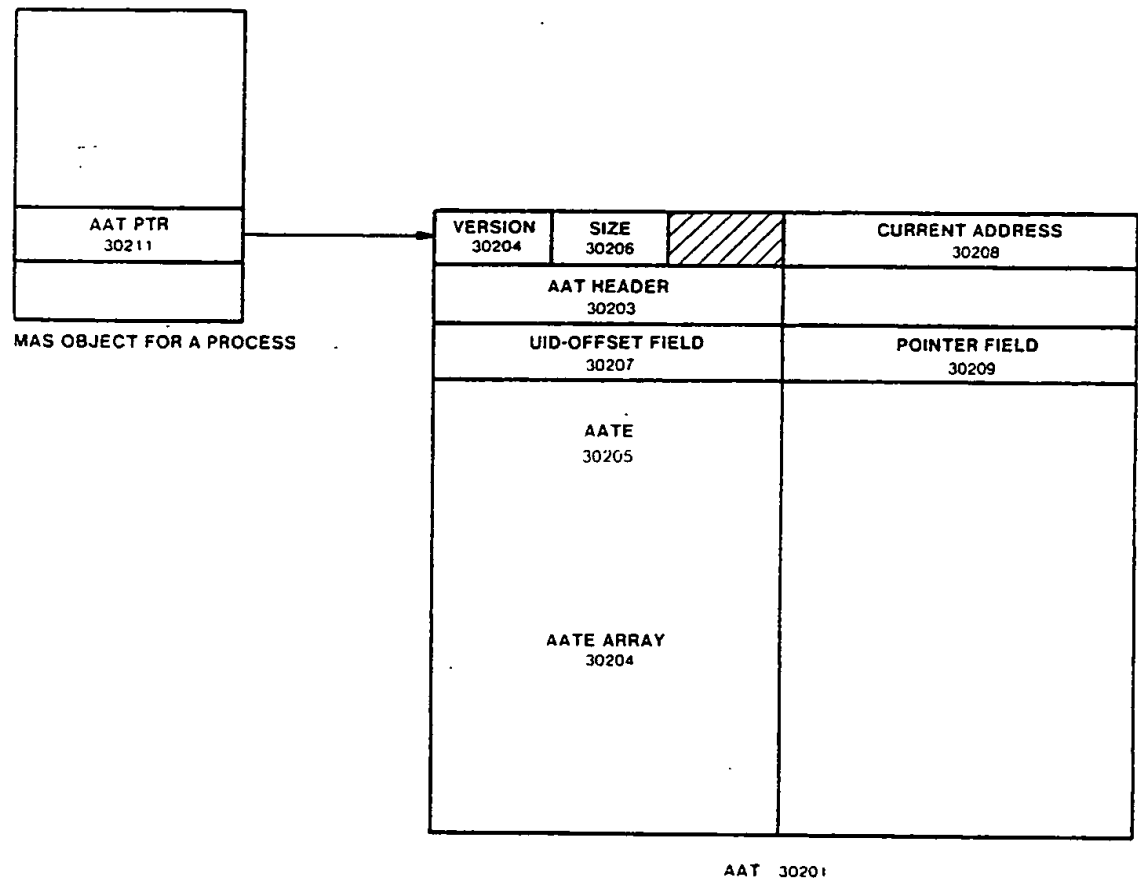 AAT PTR
30211
MAS OBJECT FOR A PROCESS
VERSION
30204
SIZE
30206
CURRENT ADDRESS
30208
AAT HEADER
30203
UID-OFFSET FIELD
30207
POINTER FIELD
30209
AATE
30205
AATE ARRAY
30204
AAT 30201